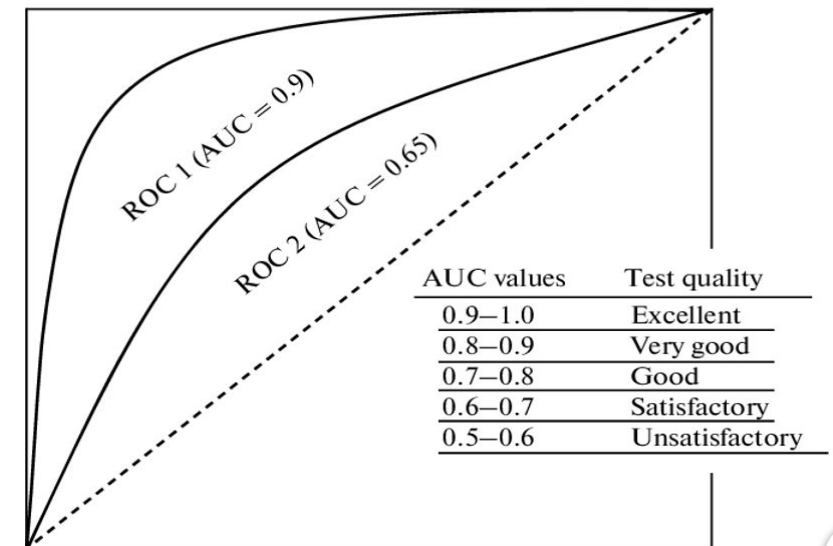 ROC 1 (AUC = 0.9)
ROC 2 (AUC = 0.65)
AUC values Test quality
0.9–1.0 Excellent
0.8–0.9 Very good
0.7–0.8 Good
0.6–0.7 Satisfactory
0.5–0.6 Unsatisfactory